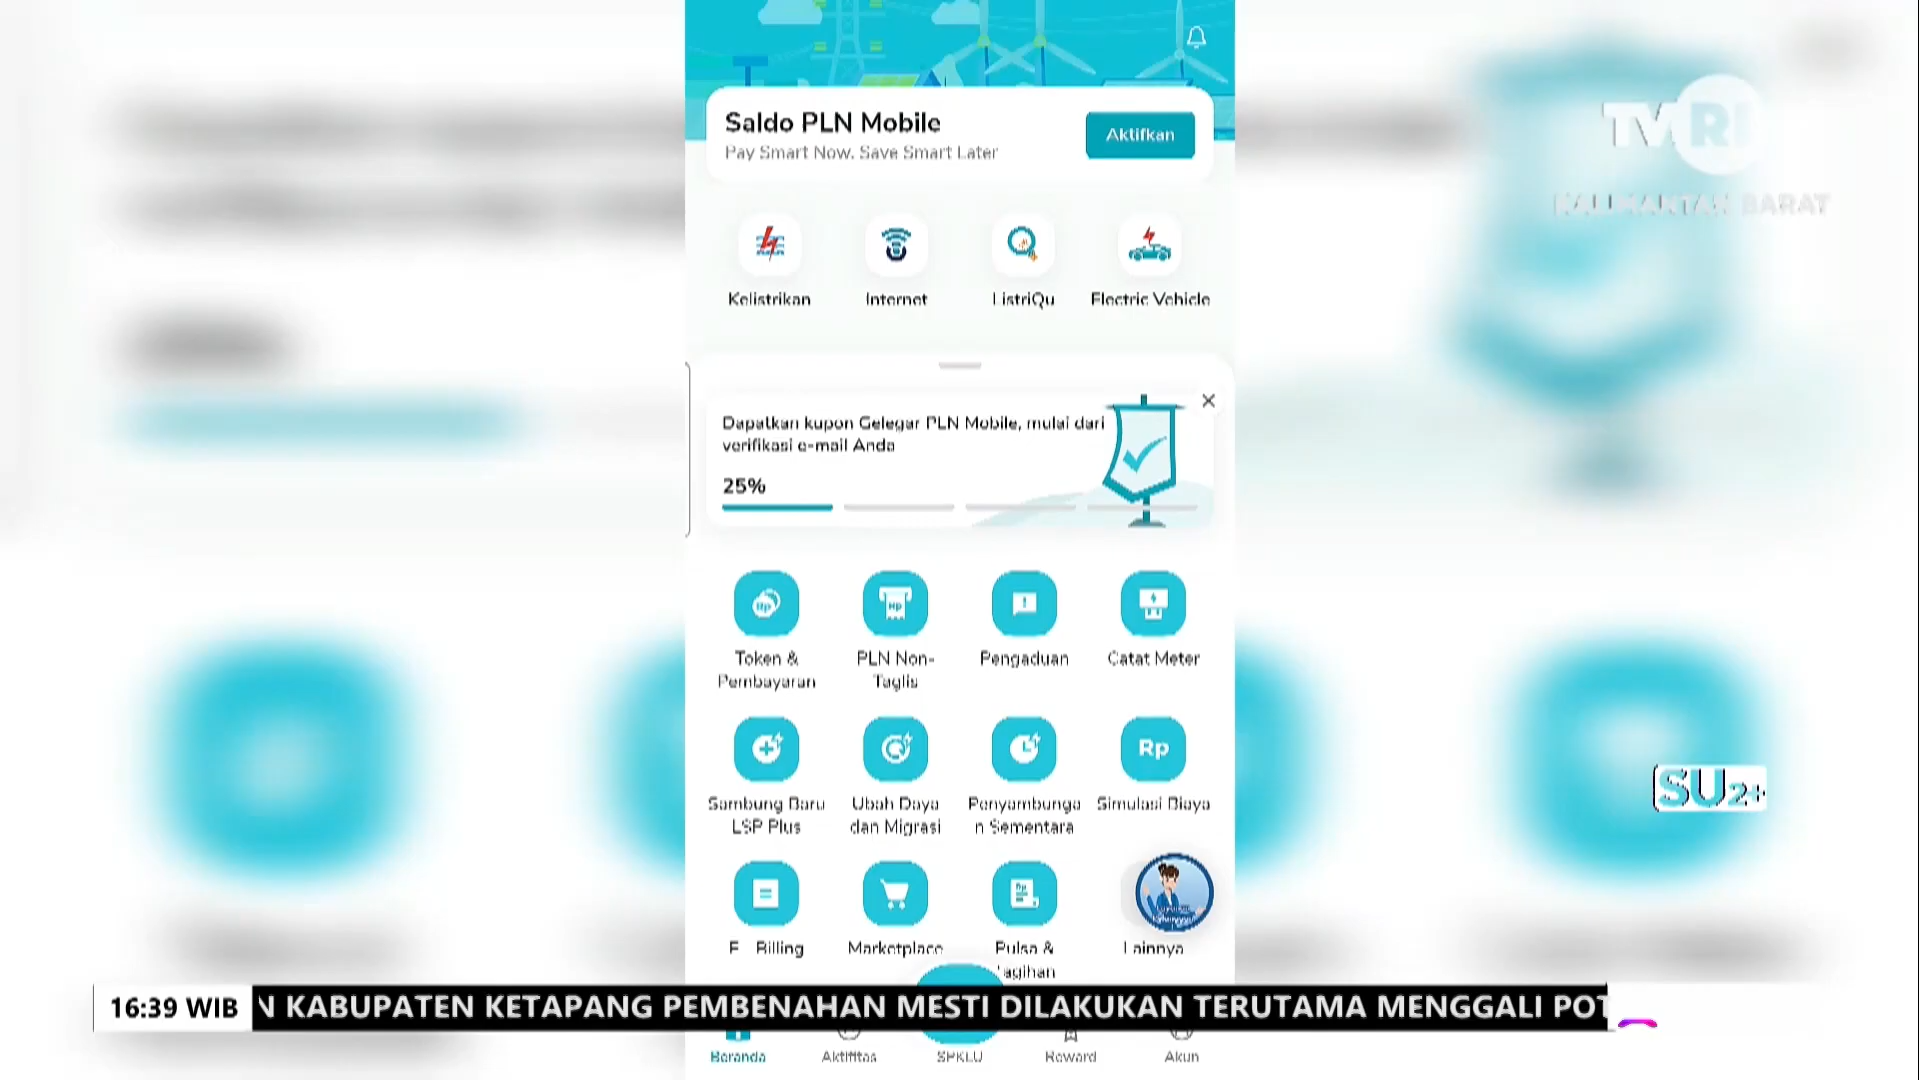 Saldo PLN Mobile
Pay Smart Now. Save Smart Later
Aktifkan
TVRI
KALIMANTAN BARAT
Kelistrikan
Internet
ListriQu
Electric Vehicle
Dapatkan kupon Gelegar PLN Mobile, mulai dari
verifikasi e-mail Anda
25%
Token &
Pembayaran
PLN Non-
Taglis
Pengaduan
Catat Meter
Rp
Sambung Baru
LSP Plus
Ubah Daya
dan Migrasi
Penyambunga
n Sementara
Simulasi Biaya
SU2+
Billing
Marketplace
Pulsa &
Tagihan
Lainnya
16:39 WIB
N KABUPATEN KETAPANG PEMBENAHAN MESTI DILAKUKAN TERUTAMA MENGGALI POT
Beranda
Aktifitas
SPKLU
Reward
Akun